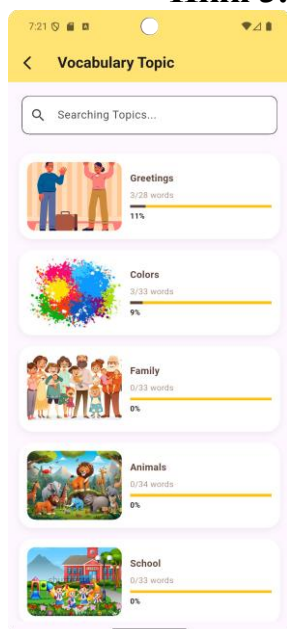 7:21
Vocabulary Topic
Searching Topics...
Greetings
3/28 words
11%
Colors
3/33 words
9%
Family
0/33 words
0%
Animals
0/34 words
0%
School
0/33 words
0%